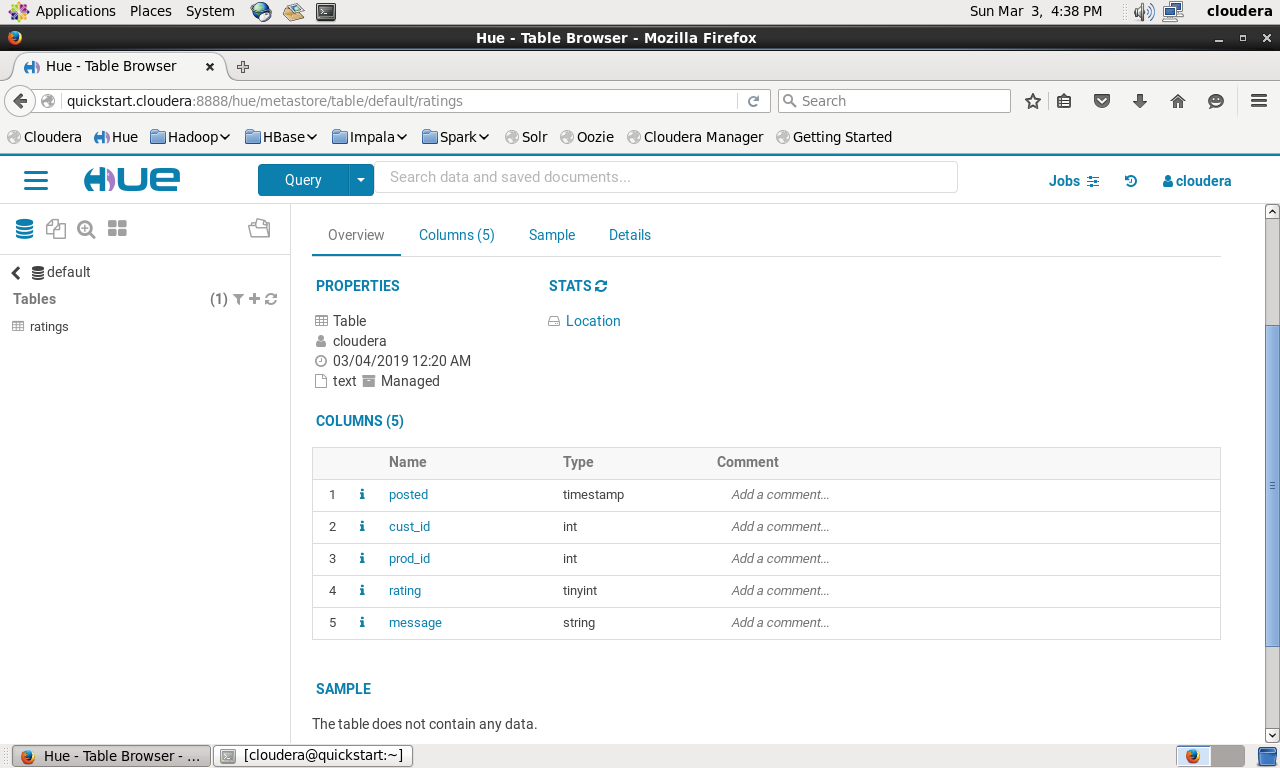 Applications Places System Sun Mar 3, 4:38 PM cloudera
Hue - Table Browser - Mozilla Firefox
Hue - Table Browser
quickstart.cloudera:8888/hue/metastore/table/default/ratings Search
Cloudera Hue Hadoop HBase Impala Spark Solr Oozie Cloudera Manager Getting Started
HUE Query Search data and saved documents... Jobs cloudera
Overview Columns (5) Sample Details
default
Tables (1)
ratings
PROPERTIES STATS
Table Location
cloudera
03/04/2019 12:20 AM
text Managed
COLUMNS (5)
Name Type Comment
1 i posted timestamp Add a comment...
2 i cust_id int Add a comment...
3 i prod_id int Add a comment...
4 i rating tinyint Add a comment...
5 i message string Add a comment...
SAMPLE
The table does not contain any data.
Hue - Table Browser - ... [cloudera@quickstart:~]